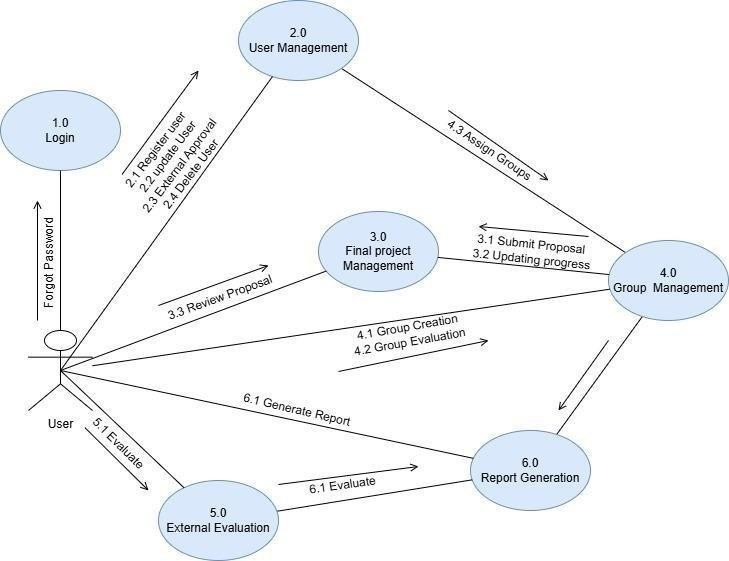 2.0
User Management
1.0
Login
2.1 Register user
2.2 update User
2.3 External Approval
2.4 Delete User
4.3 Assign Groups
Forgot Password
3.0
Final project
Management
3.1 Submit Proposal
3.2 Updating progress
4.0
Group Management
3.3 Review Proposal
4.1 Group Creation
4.2 Group Evaluation
User
6.1 Generate Report
5.1 Evaluate
6.0
Report Generation
6.1 Evaluate
5.0
External Evaluation